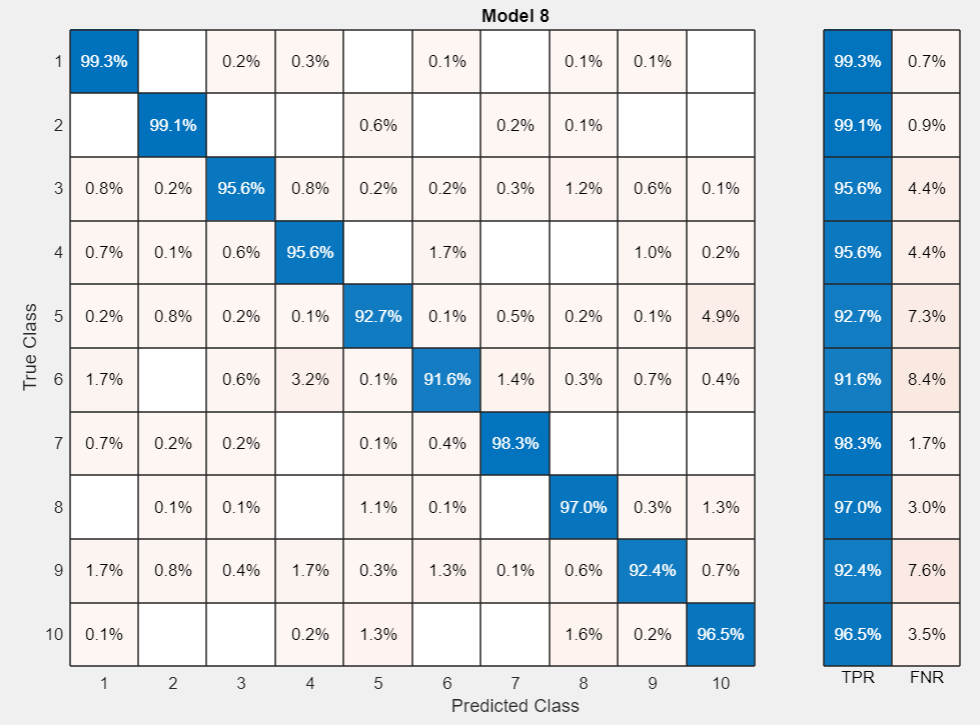 Model 8
1 99.3% 0.2% 0.3% 0.1% 0.1% 0.1% 99.3% 0.7%
2 99.1% 0.6% 0.2% 0.1% 99.1% 0.9%
3 0.8% 0.2% 95.6% 0.8% 0.2% 0.2% 0.3% 1.2% 0.6% 0.1% 95.6% 4.4%
4 0.7% 0.1% 0.6% 95.6% 1.7% 1.0% 0.2% 95.6% 4.4%
5 0.2% 0.8% 0.2% 0.1% 92.7% 0.1% 0.5% 0.2% 0.1% 4.9% 92.7% 7.3%
6 1.7% 0.6% 3.2% 0.1% 91.6% 1.4% 0.3% 0.7% 0.4% 91.6% 8.4%
7 0.7% 0.2% 0.2% 0.1% 0.4% 98.3% 98.3% 1.7%
8 0.1% 0.1% 1.1% 0.1% 97.0% 0.3% 1.3% 97.0% 3.0%
9 1.7% 0.8% 0.4% 1.7% 0.3% 1.3% 0.1% 0.6% 92.4% 0.7% 92.4% 7.6%
10 0.1% 0.2% 1.3% 1.6% 0.2% 96.5% 96.5% 3.5%
True Class
1 2 3 4 5 6 7 8 9 10 TPR FNR
Predicted Class